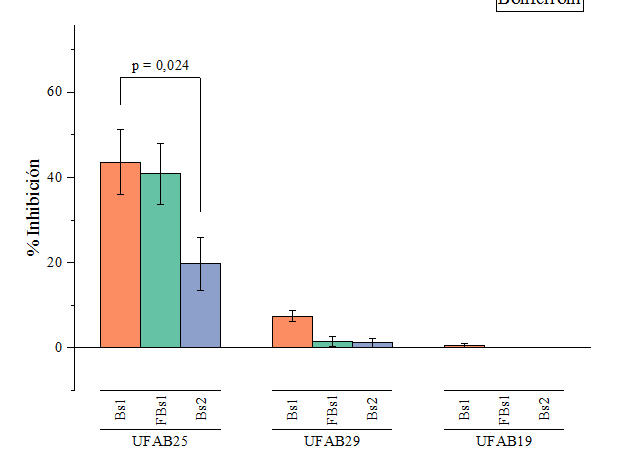 p = 0,024
60
40
20
0
% Inhibición
Bs1
FBs1
Bs2
Bs1
FBs1
Bs2
Bs1
FBs1
Bs2
UFAB25
UFAB29
UFAB19